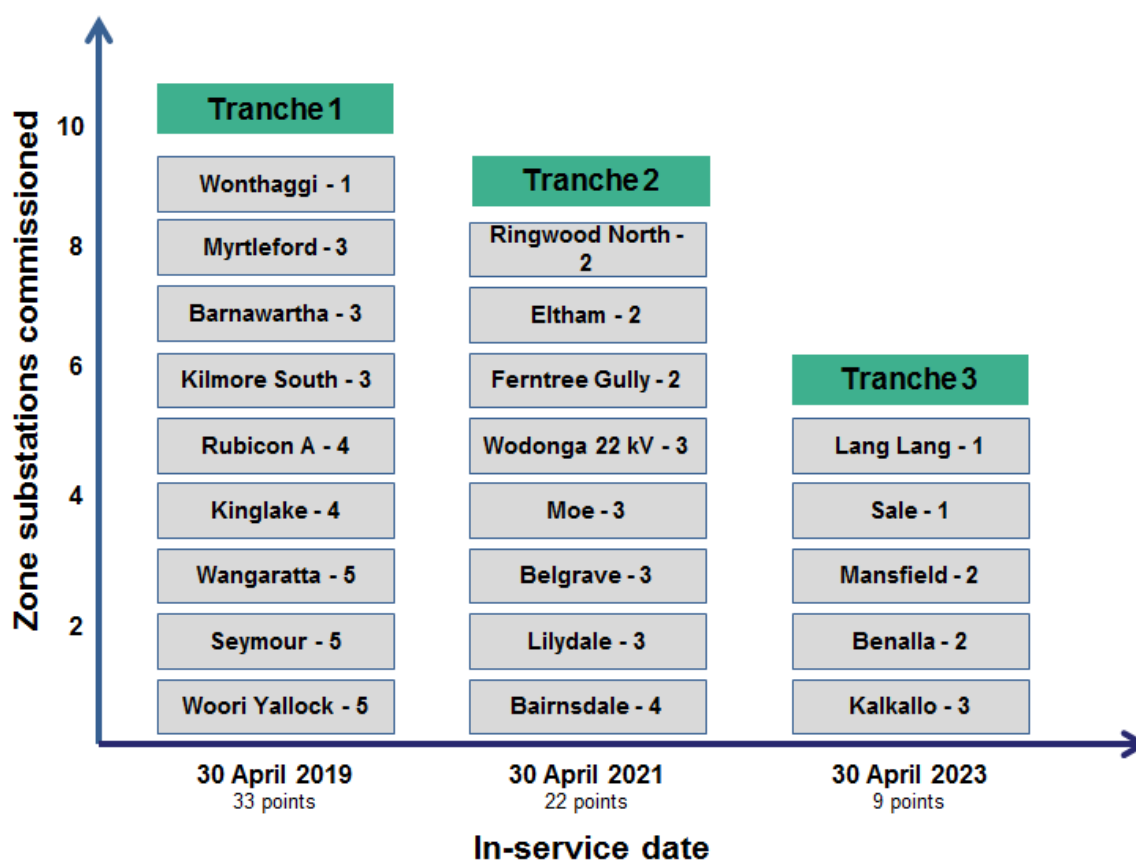 Zone substations commissioned
10
8
6
4
2
Tranche 1
Wonthaggi - 1
Myrtleford - 3
Barnawartha - 3
Kilmore South - 3
Rubicon A - 4
Kinglake - 4
Wangaratta - 5
Seymour - 5
Woori Yallock - 5
30 April 2019
33 points
Tranche 2
Ringwood North -
2
Eltham - 2
Ferntree Gully - 2
Wodonga 22 kV - 3
Moe - 3
Belgrave - 3
Lilydale - 3
Bairnsdale - 4
30 April 2021
22 points
Tranche 3
Lang Lang - 1
Sale - 1
Mansfield - 2
Benalla - 2
Kalkallo - 3
30 April 2023
9 points
In-service date